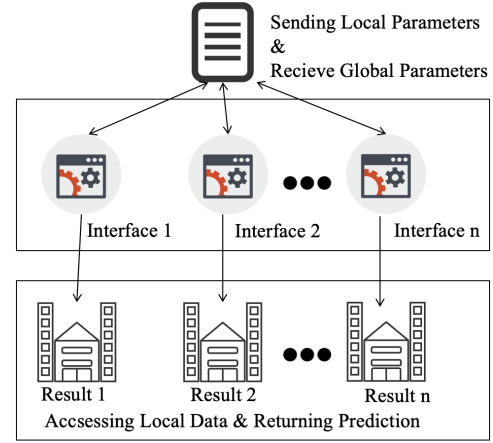 Sending Local Parameters
&
Recieve Global Parameters
Interface 1
Interface 2
Interface n
Result 1
Result 2
Result n
Accsessing Local Data & Returning Prediction